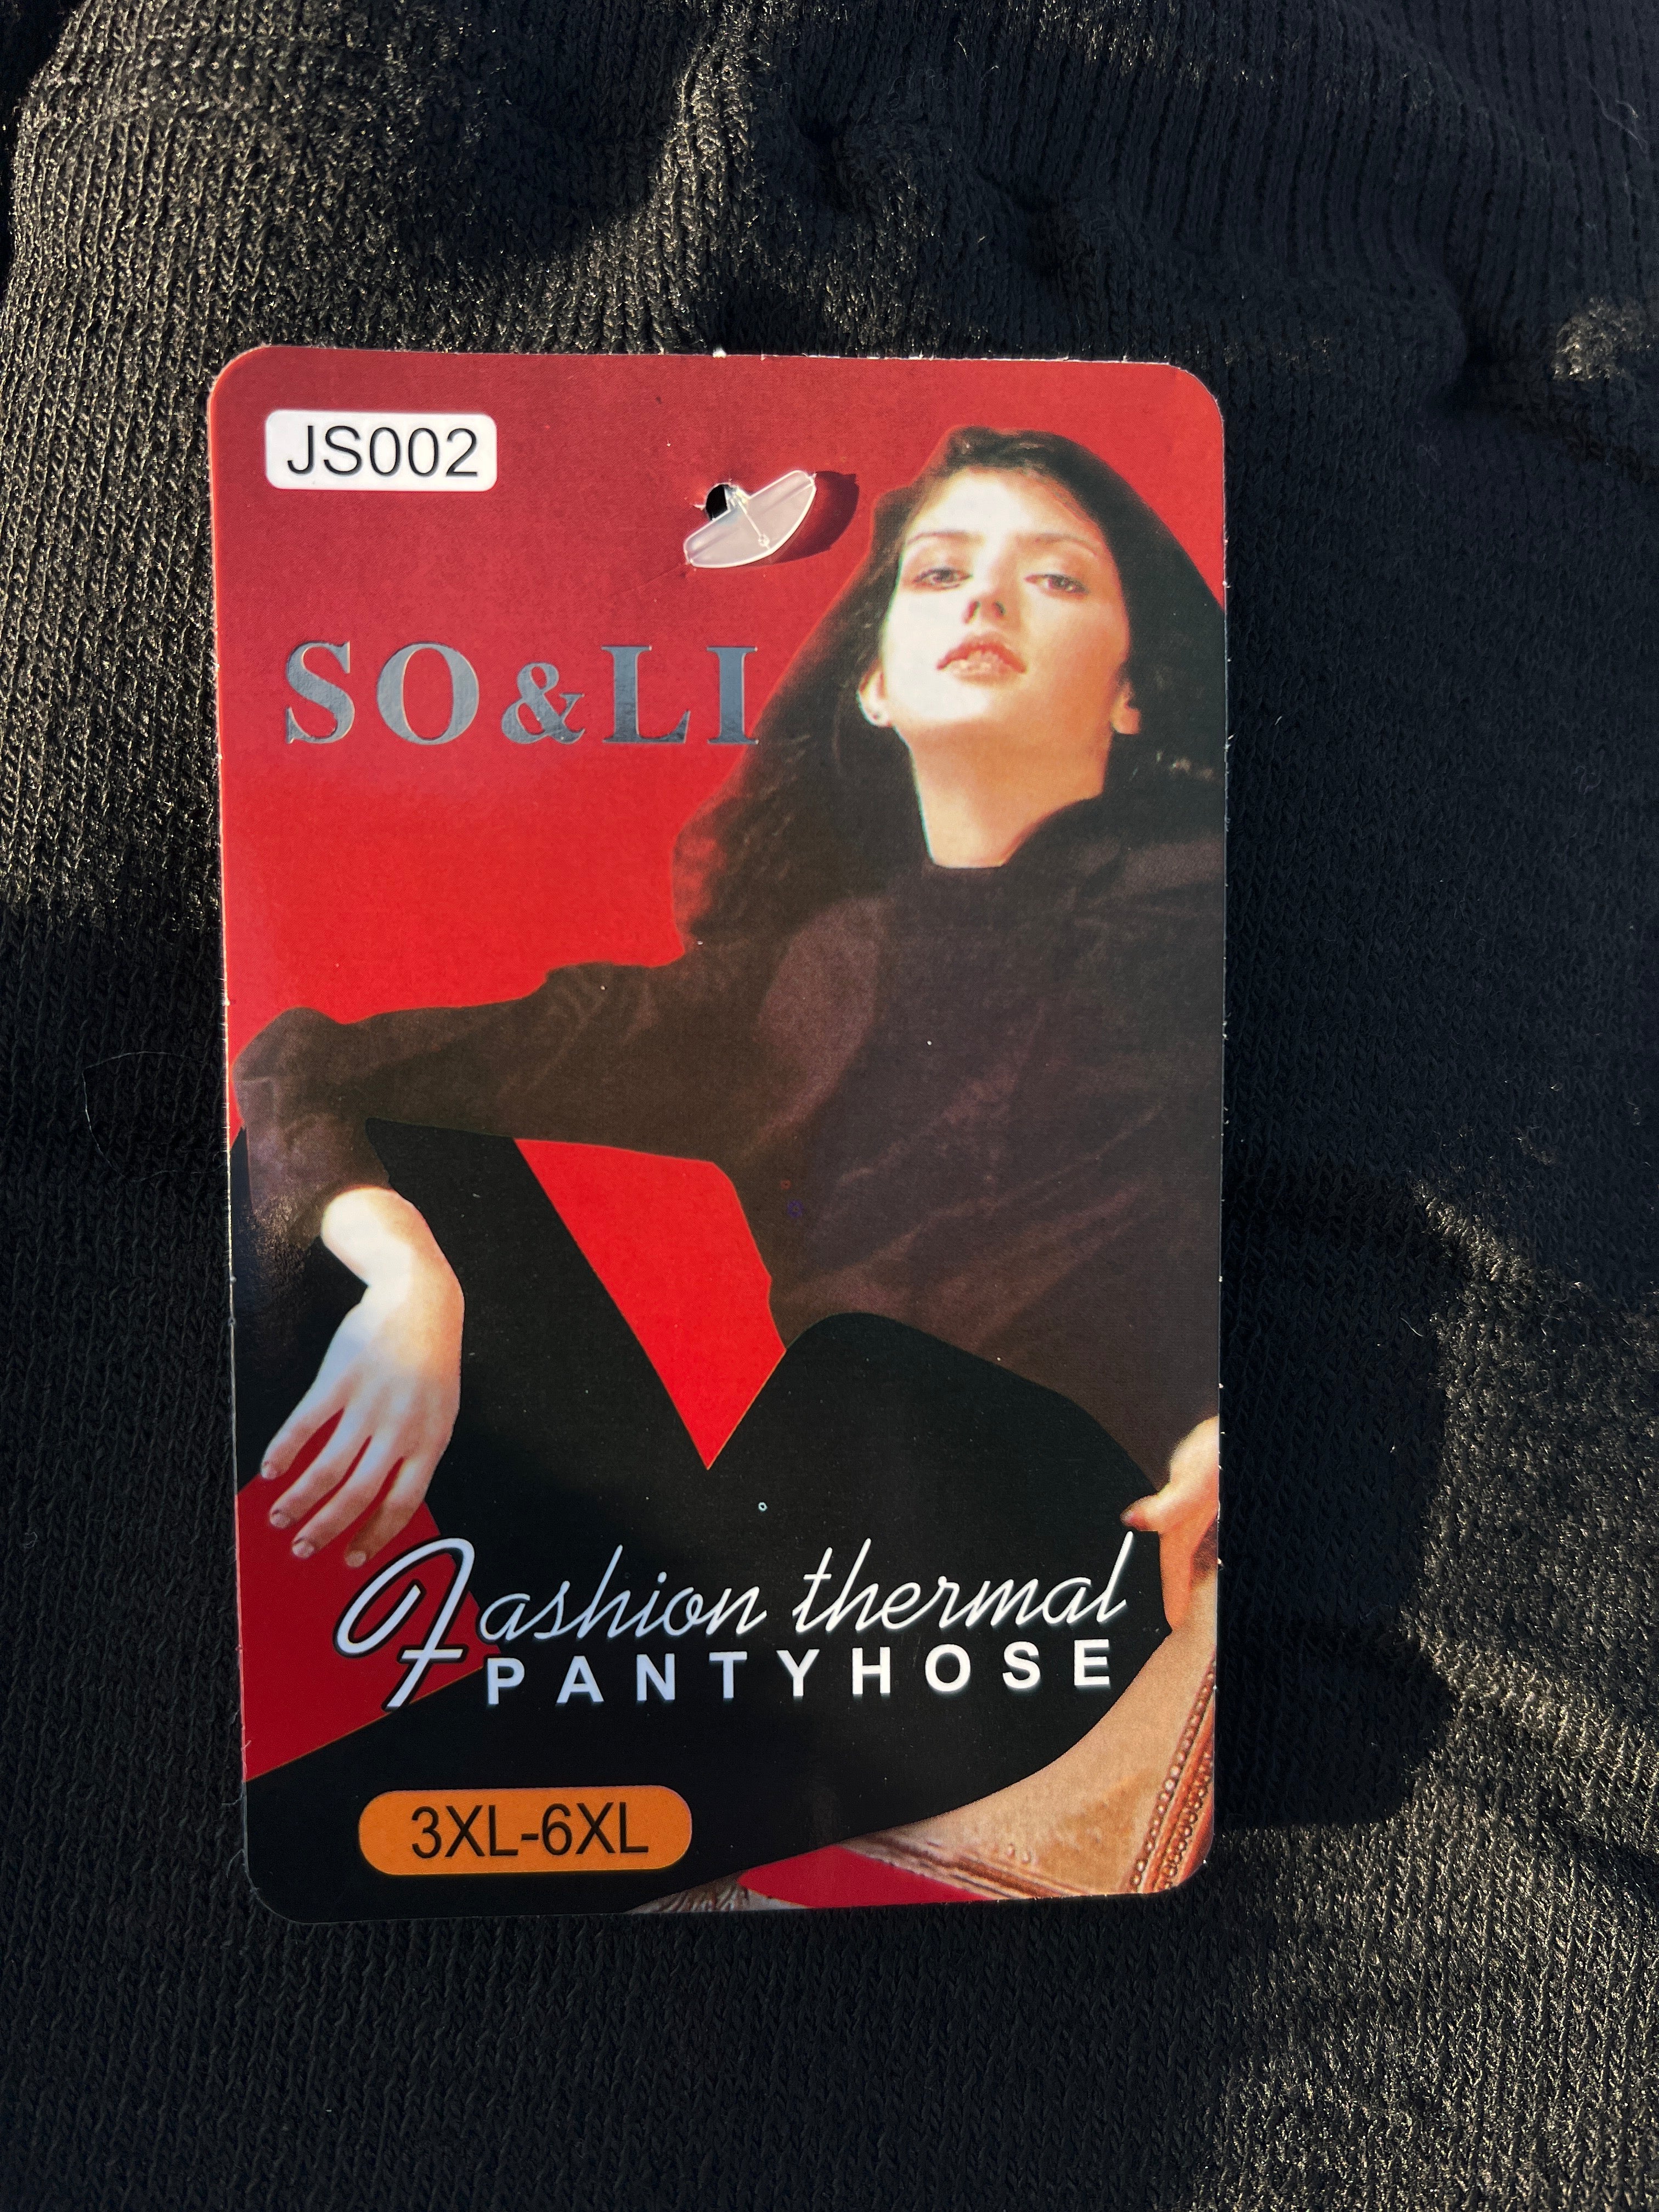 JS002
SO&LI
Fashion thermal
PANTYHOSE
3XL-6XL